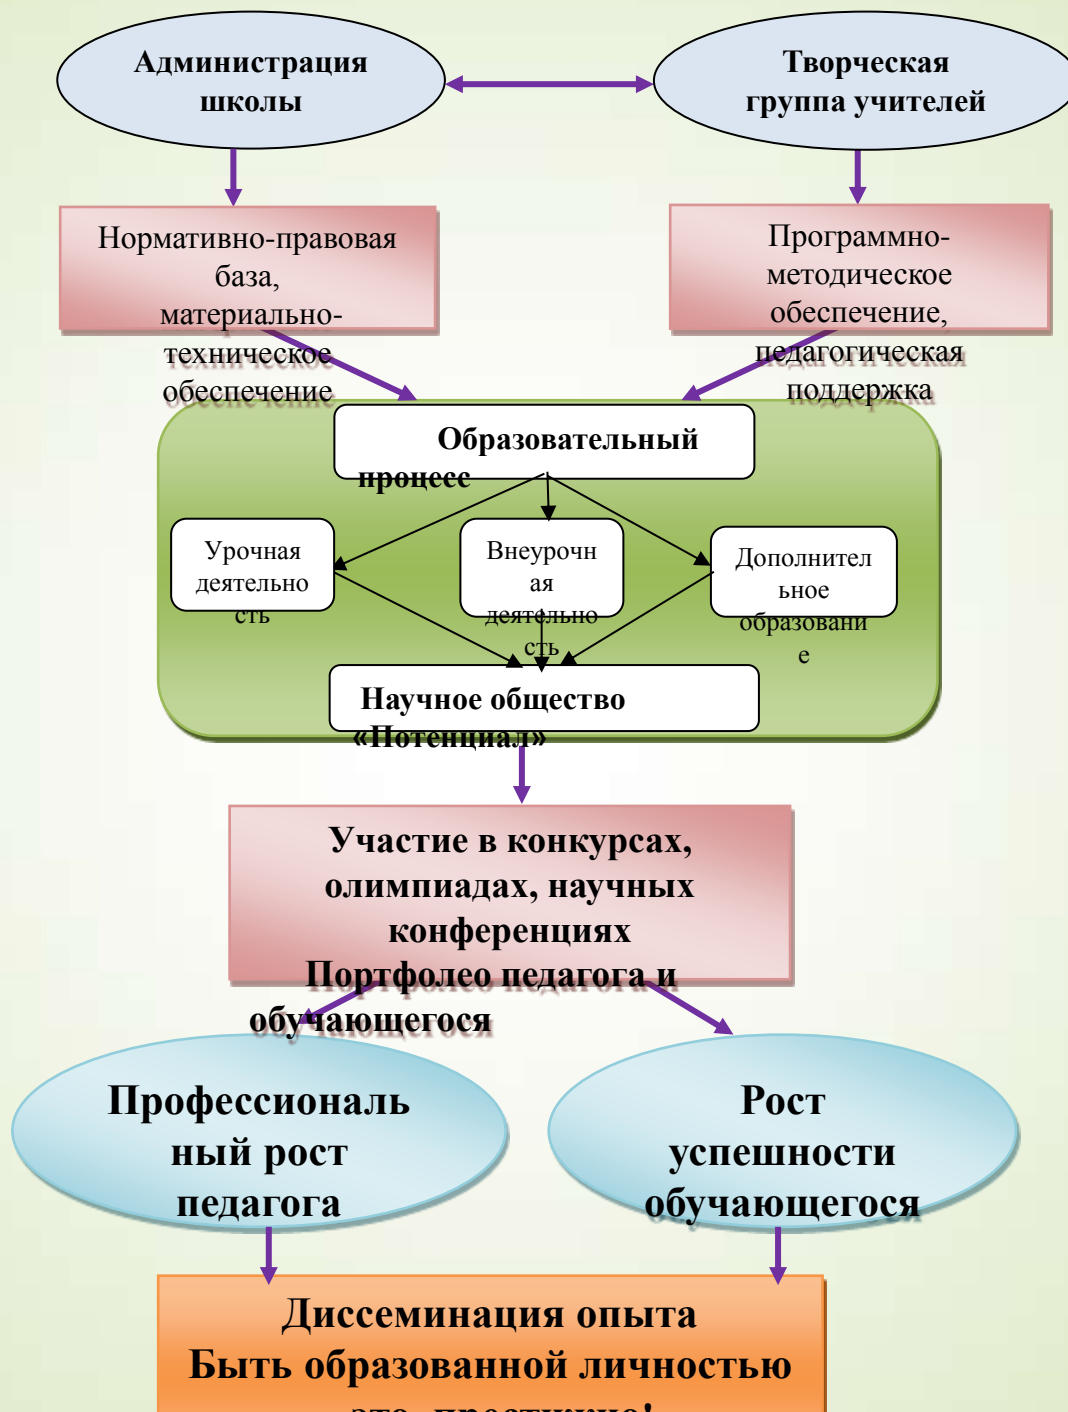 Администрация
школы
Творческая
группа учителей
Нормативно-правовая
база,
материально-
техническое
обеспечение
Программно-
методическое
обеспечение,
педагогическая
поддержка
Образовательный
процесс
Урочная
деятельно
сть
Внеурочн
ая
деятельно
сть
Дополнител
ьное
образовани
е
Научное общество
«Потенциал»
Участие в конкурсах,
олимпиадах, научных
конференциях
Портфолео педагога и
обучающегося
Профессиональ
ный рост
педагога
Рост
успешности
обучающегося
Диссеминация опыта
Быть образованной личностью
это- престижно!